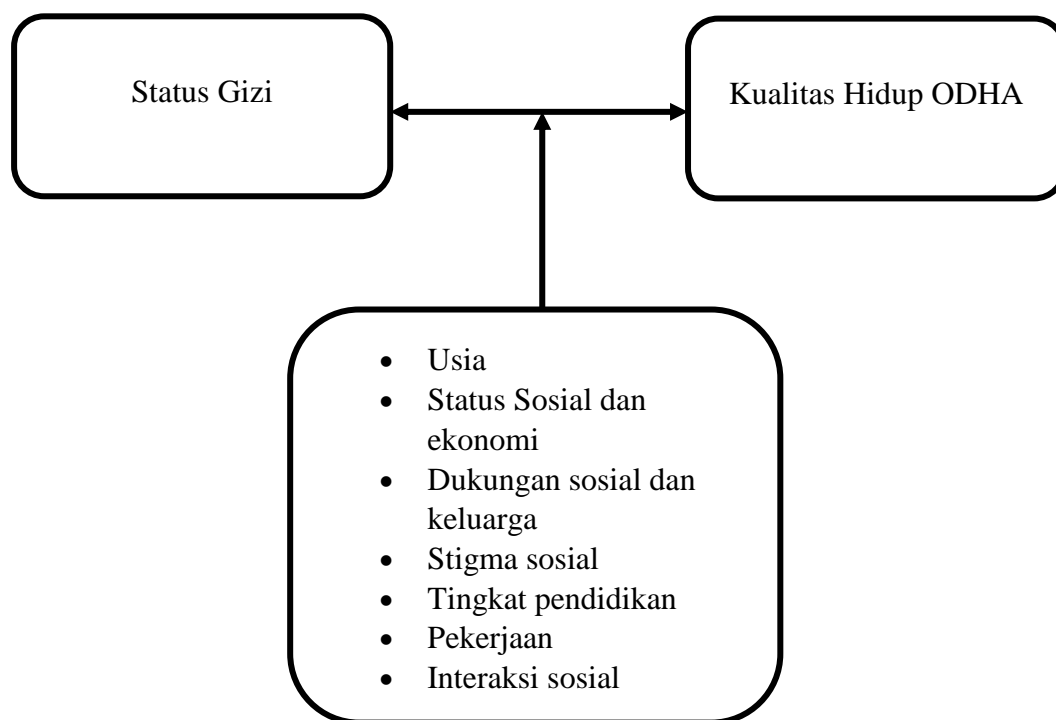 Status Gizi
Kualitas Hidup ODHA
• Usia
• Status Sosial dan
ekonomi
• Dukungan sosial dan
keluarga
• Stigma sosial
• Tingkat pendidikan
• Pekerjaan
• Interaksi sosial